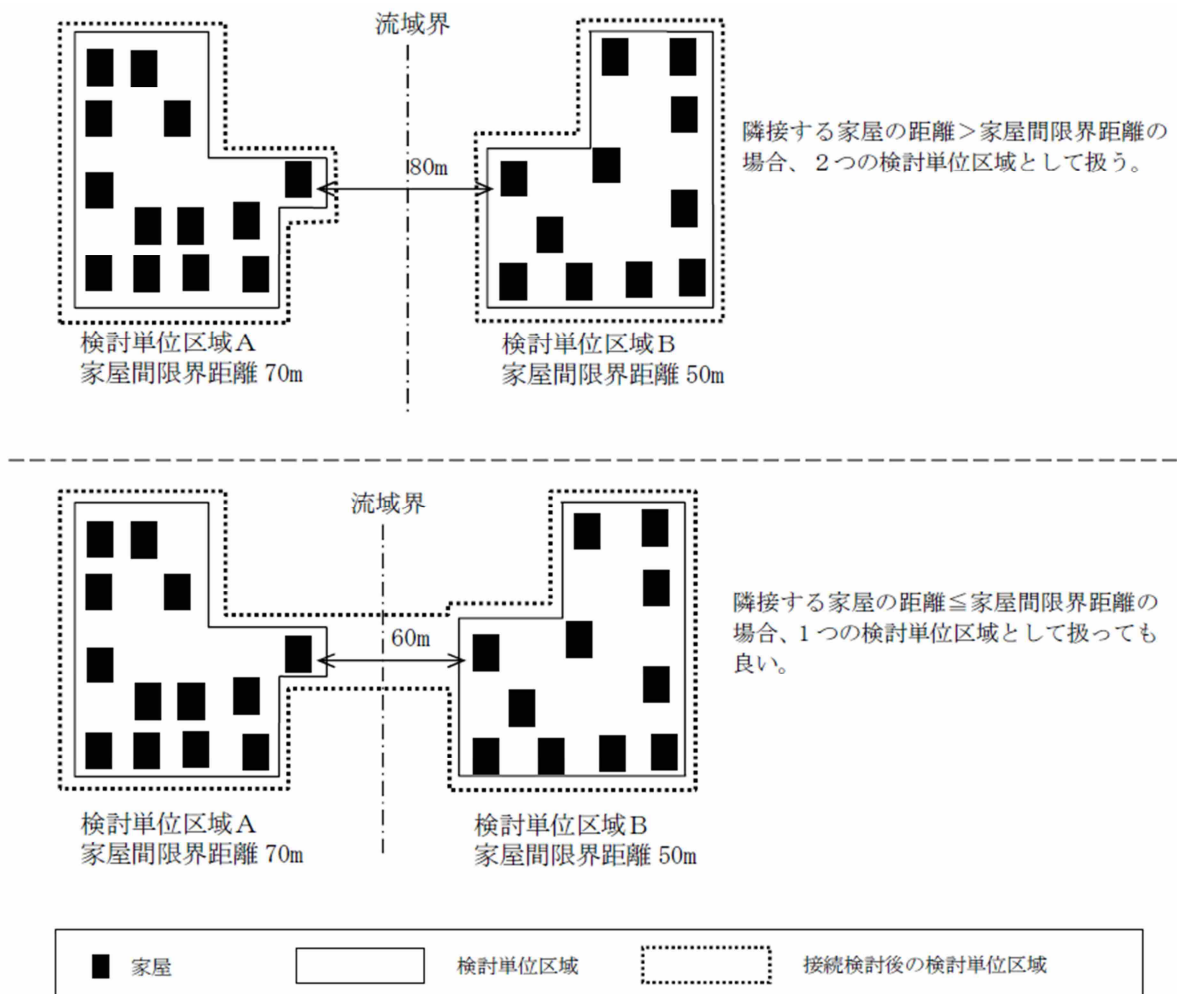 流域界
80m
隣接する家屋の距離＞家屋間限界距離の
場合、２つの検討単位区域として扱う。
検討単位区域Ａ
家屋間限界距離 70m
検討単位区域Ｂ
家屋間限界距離 50m
流域界
60m
隣接する家屋の距離≦家屋間限界距離の
場合、１つの検討単位区域として扱っても
良い。
検討単位区域Ａ
家屋間限界距離 70m
検討単位区域Ｂ
家屋間限界距離 50m
家屋
検討単位区域
接続検討後の検討単位区域